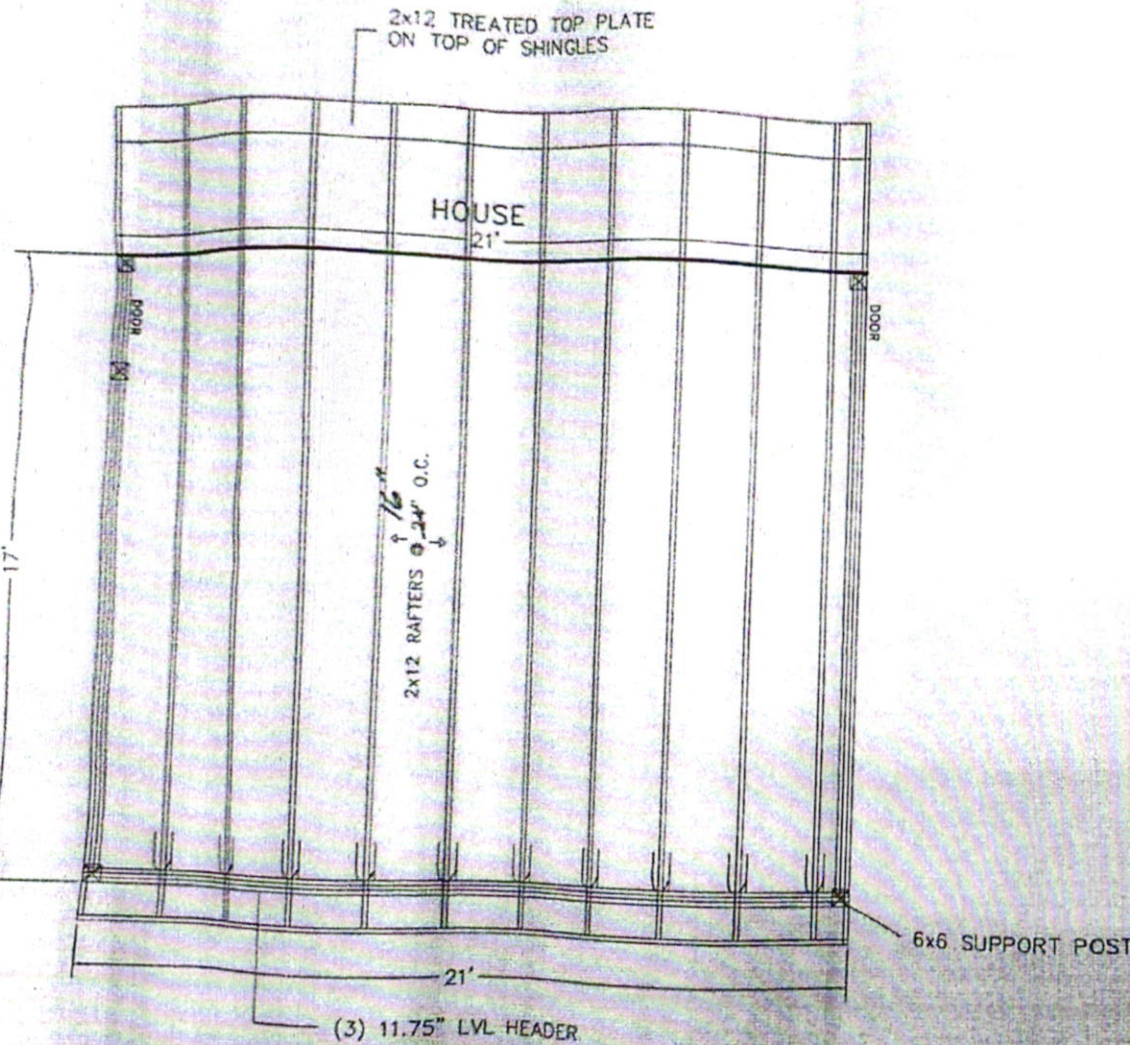 2x12 TREATED TOP PLATE
ON TOP OF SHINGLES
HOUSE
21'
DOOR
DOOR
17'
16"
2x12 RAFTERS @ 24" O.C.
6x6 SUPPORT POST
21'
(3) 11.75" LVL HEADER